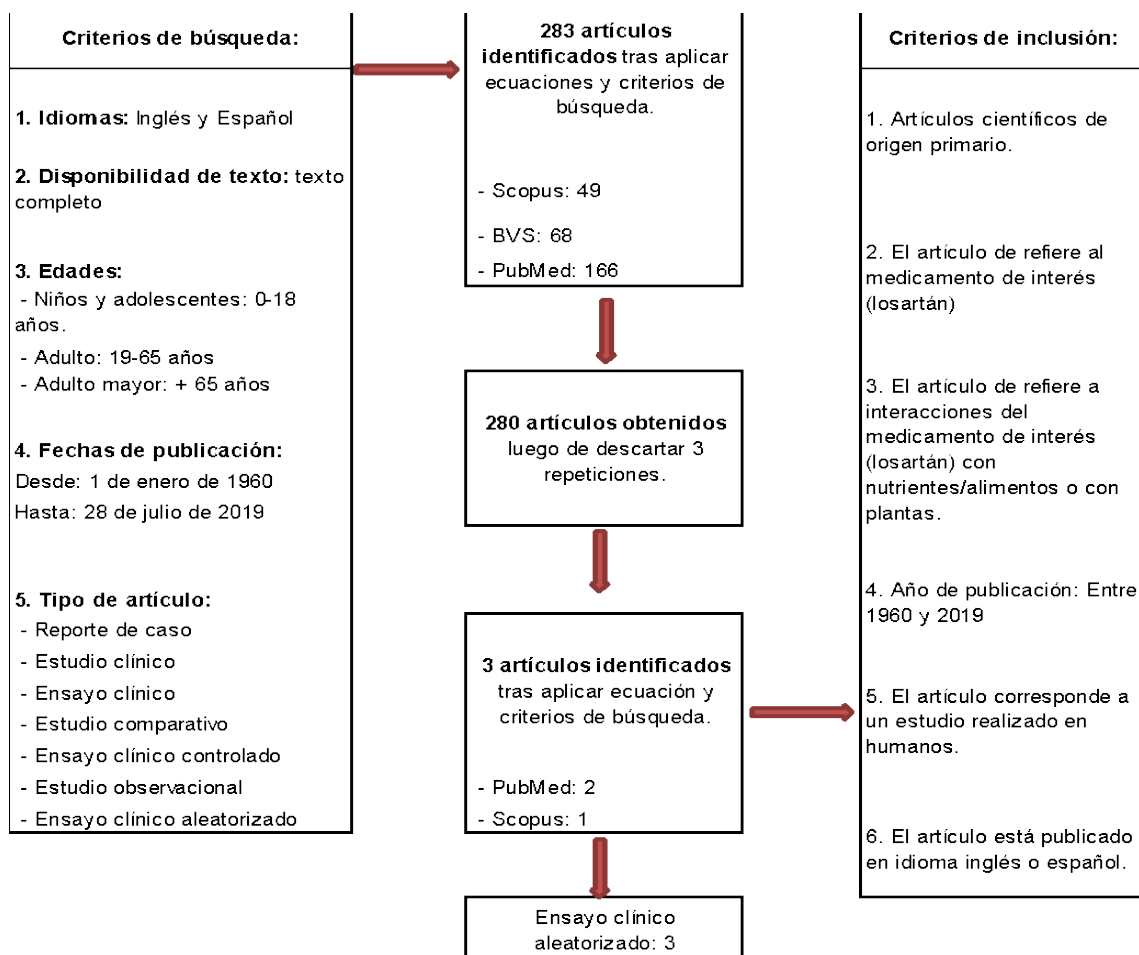 Criterios de búsqueda:
1. Idiomas: Inglés y Español
2. Disponibilidad de texto: texto
completo
3. Edades:
- Niños y adolescentes: 0-18
años.
- Adulto: 19-65 años
- Adulto mayor: + 65 años
4. Fechas de publicación:
Desde: 1 de enero de 1960
Hasta: 28 de julio de 2019
5. Tipo de artículo:
- Reporte de caso
- Estudio clínico
- Ensayo clínico
- Estudio comparativo
- Ensayo clínico controlado
- Estudio observacional
- Ensayo clínico aleatorizado
283 artículos
identificados tras aplicar
ecuaciones y criterios de
búsqueda.
- Scopus: 49
- BVS: 68
- PubMed: 166
280 artículos obtenidos
luego de descartar 3
repeticiones.
3 artículos identificados
tras aplicar ecuación y
criterios de búsqueda.
- PubMed: 2
- Scopus: 1
Ensayo clínico
aleatorizado: 3
Criterios de inclusión:
1. Artículos científicos de
origen primario.
2. El artículo de refiere al
medicamento de interés
(losartán)
3. El artículo de refiere a
interacciones del
medicamento de interés
(losartán) con
nutrientes/alimentos o con
plantas.
4. Año de publicación: Entre
1960 y 2019
5. El artículo corresponde a
un estudio realizado en
humanos.
6. El artículo está publicado
en idioma inglés o español.